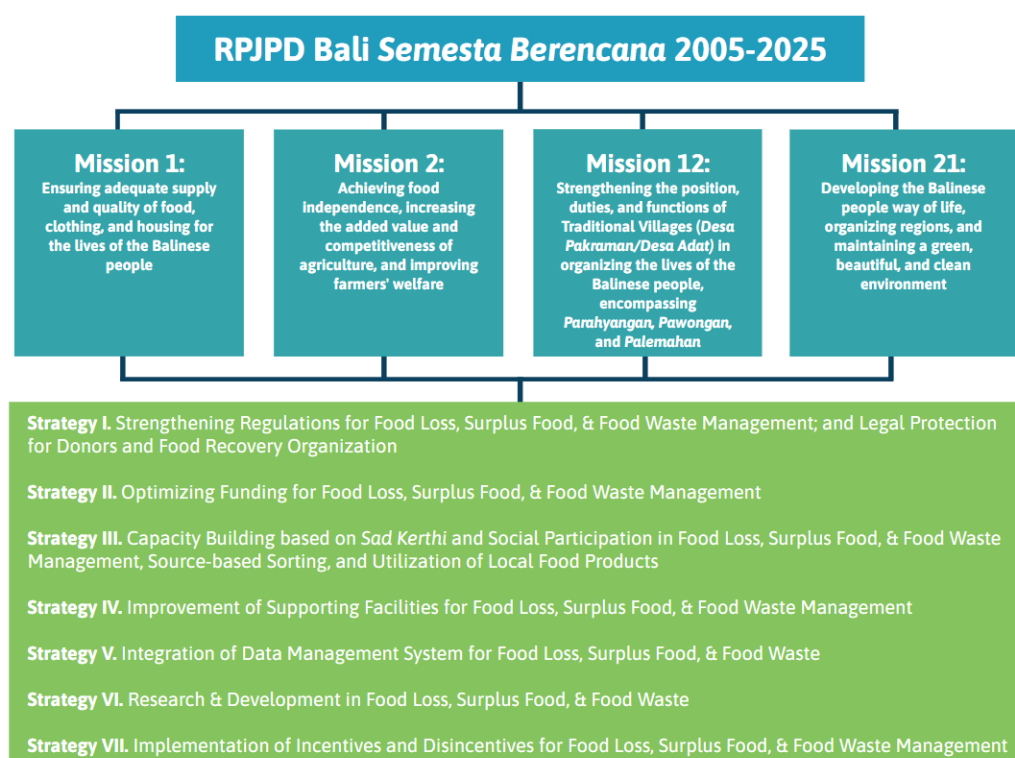 RPJPD Bali Semesta Berencana 2005-2025
Mission 1:
Ensuring adequate supply
and quality of food,
clothing, and housing for
the lives of the Balinese
people
Mission 2:
Achieving food
independence, increasing
the added value and
competitiveness of
agriculture, and improving
farmers' welfare
Mission 12:
Strengthening the position,
duties, and functions of
Traditional Villages (Desa
Pakraman/Desa Adat) in
organizing the lives of the
Balinese people,
encompassing
Parahyangan, Pawongan,
and Palemahan
Mission 21:
Developing the Balinese
people way of life,
organizing regions, and
maintaining a green,
beautiful, and clean
environment
Strategy I. Strengthening Regulations for Food Loss, Surplus Food, & Food Waste Management; and Legal Protection
for Donors and Food Recovery Organization
Strategy II. Optimizing Funding for Food Loss, Surplus Food, & Food Waste Management
Strategy III. Capacity Building based on Sad Kerthi and Social Participation in Food Loss, Surplus Food, & Food Waste
Management, Source-based Sorting, and Utilization of Local Food Products
Strategy IV. Improvement of Supporting Facilities for Food Loss, Surplus Food, & Food Waste Management
Strategy V. Integration of Data Management System for Food Loss, Surplus Food, & Food Waste
Strategy VI. Research & Development in Food Loss, Surplus Food, & Food Waste
Strategy VII. Implementation of Incentives and Disincentives for Food Loss, Surplus Food, & Food Waste Management